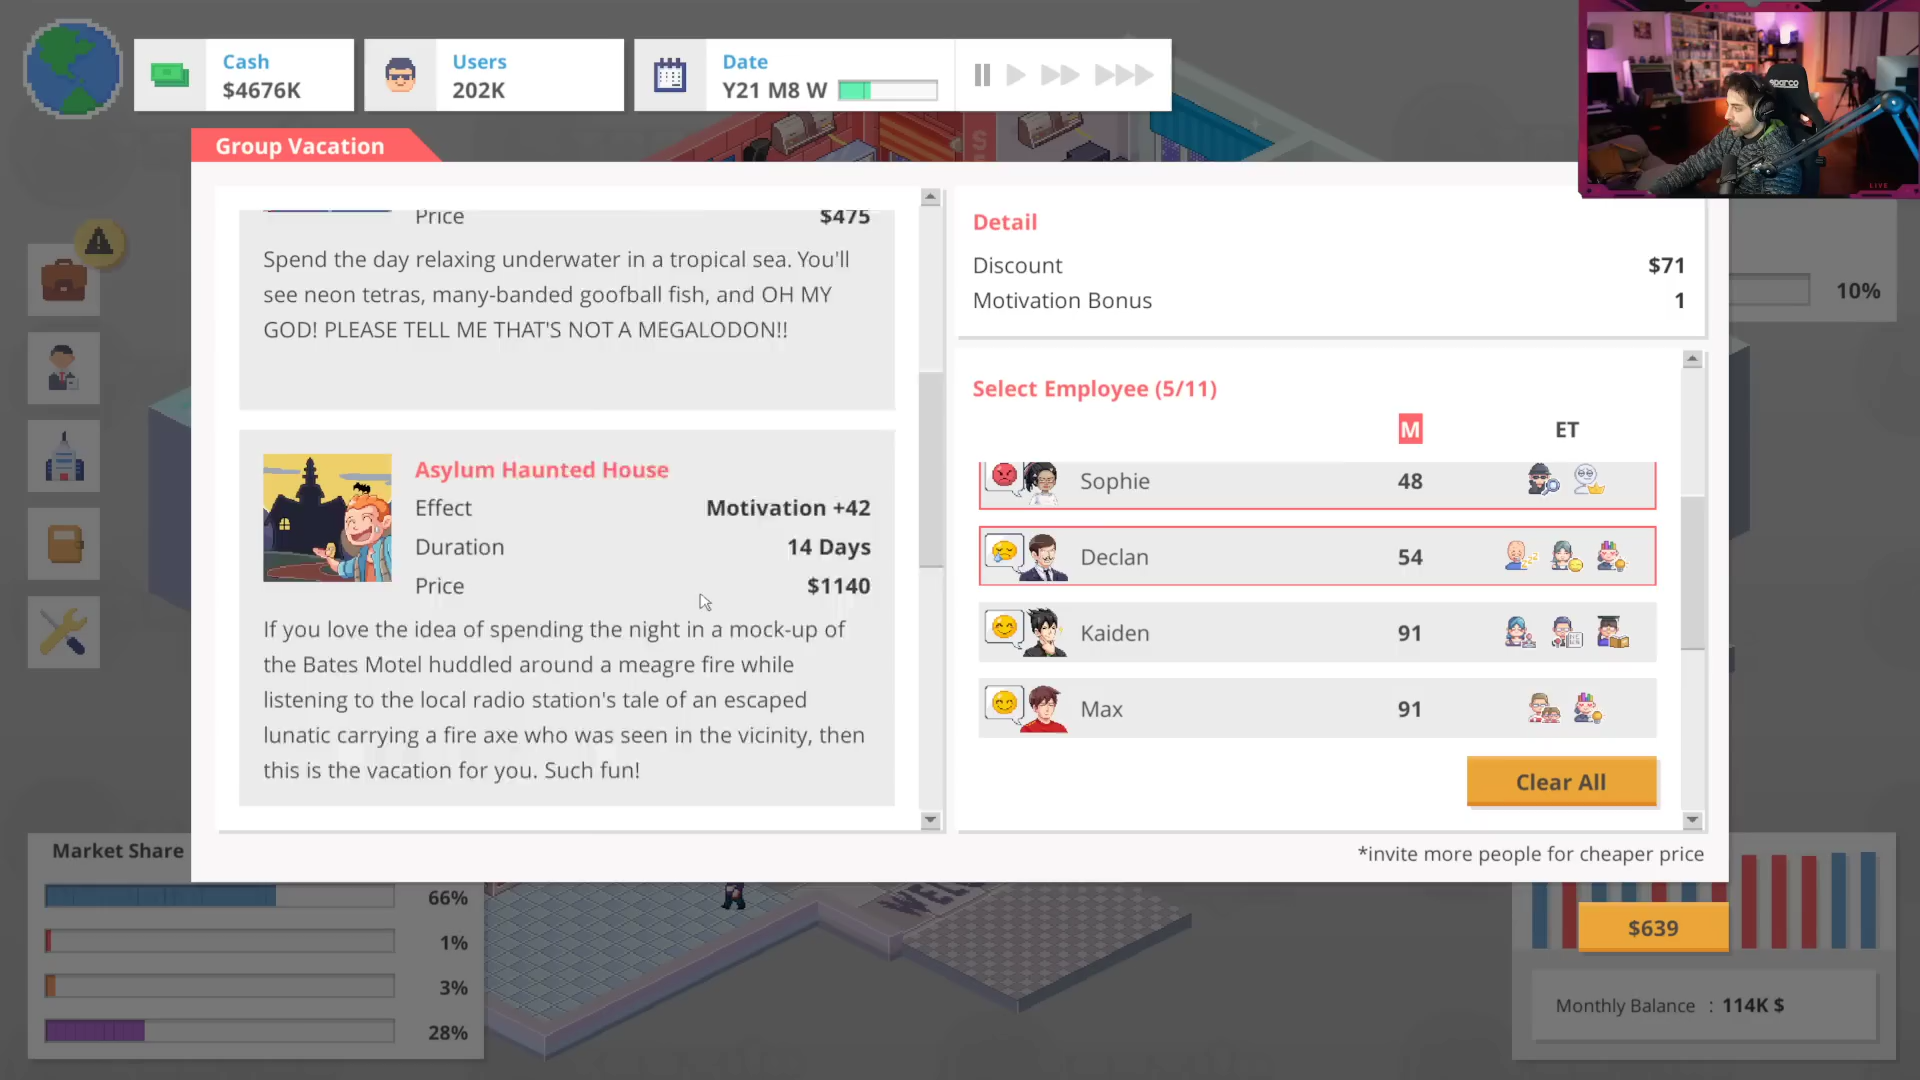 Cash
$4676K
Users
202K
Date
Y21 M8 W
Group Vacation
Price $475
Spend the day relaxing underwater in a tropical sea. You'll
see neon tetras, many-banded goofball fish, and OH MY
GOD! PLEASE TELL ME THAT'S NOT A MEGALODON!!
Asylum Haunted House
Effect Motivation +42
Duration 14 Days
Price $1140
If you love the idea of spending the night in a mock-up of
the Bates Motel huddled around a meagre fire while
listening to the local radio station's tale of an escaped
lunatic carrying a fire axe who was seen in the vicinity, then
this is the vacation for you. Such fun!
Detail
Discount $71
Motivation Bonus 1
Select Employee (5/11)
M ET
Sophie 48
Declan 54
Kaiden 91
Max 91
Clear All
*invite more people for cheaper price
10%
Market Share
66%
1%
3%
28%
$639
Monthly Balance : 114K $
sparco
LIVE